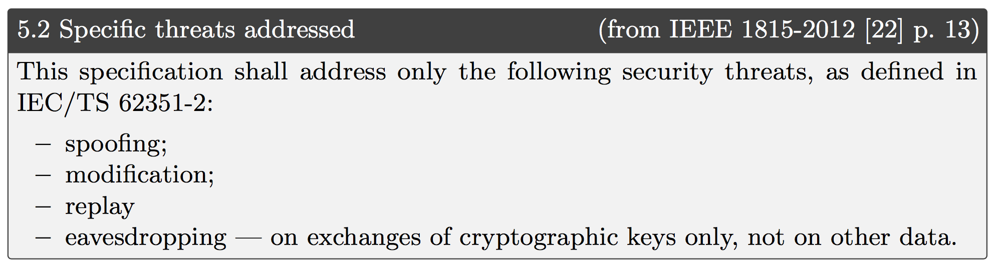 5.2 Specific threats addressed (from IEEE 1815-2012 [22] p. 13)
This specification shall address only the following security threats, as defined in
IEC/TS 62351-2:
– spoofing;
– modification;
– replay
– eavesdropping — on exchanges of cryptographic keys only, not on other data.